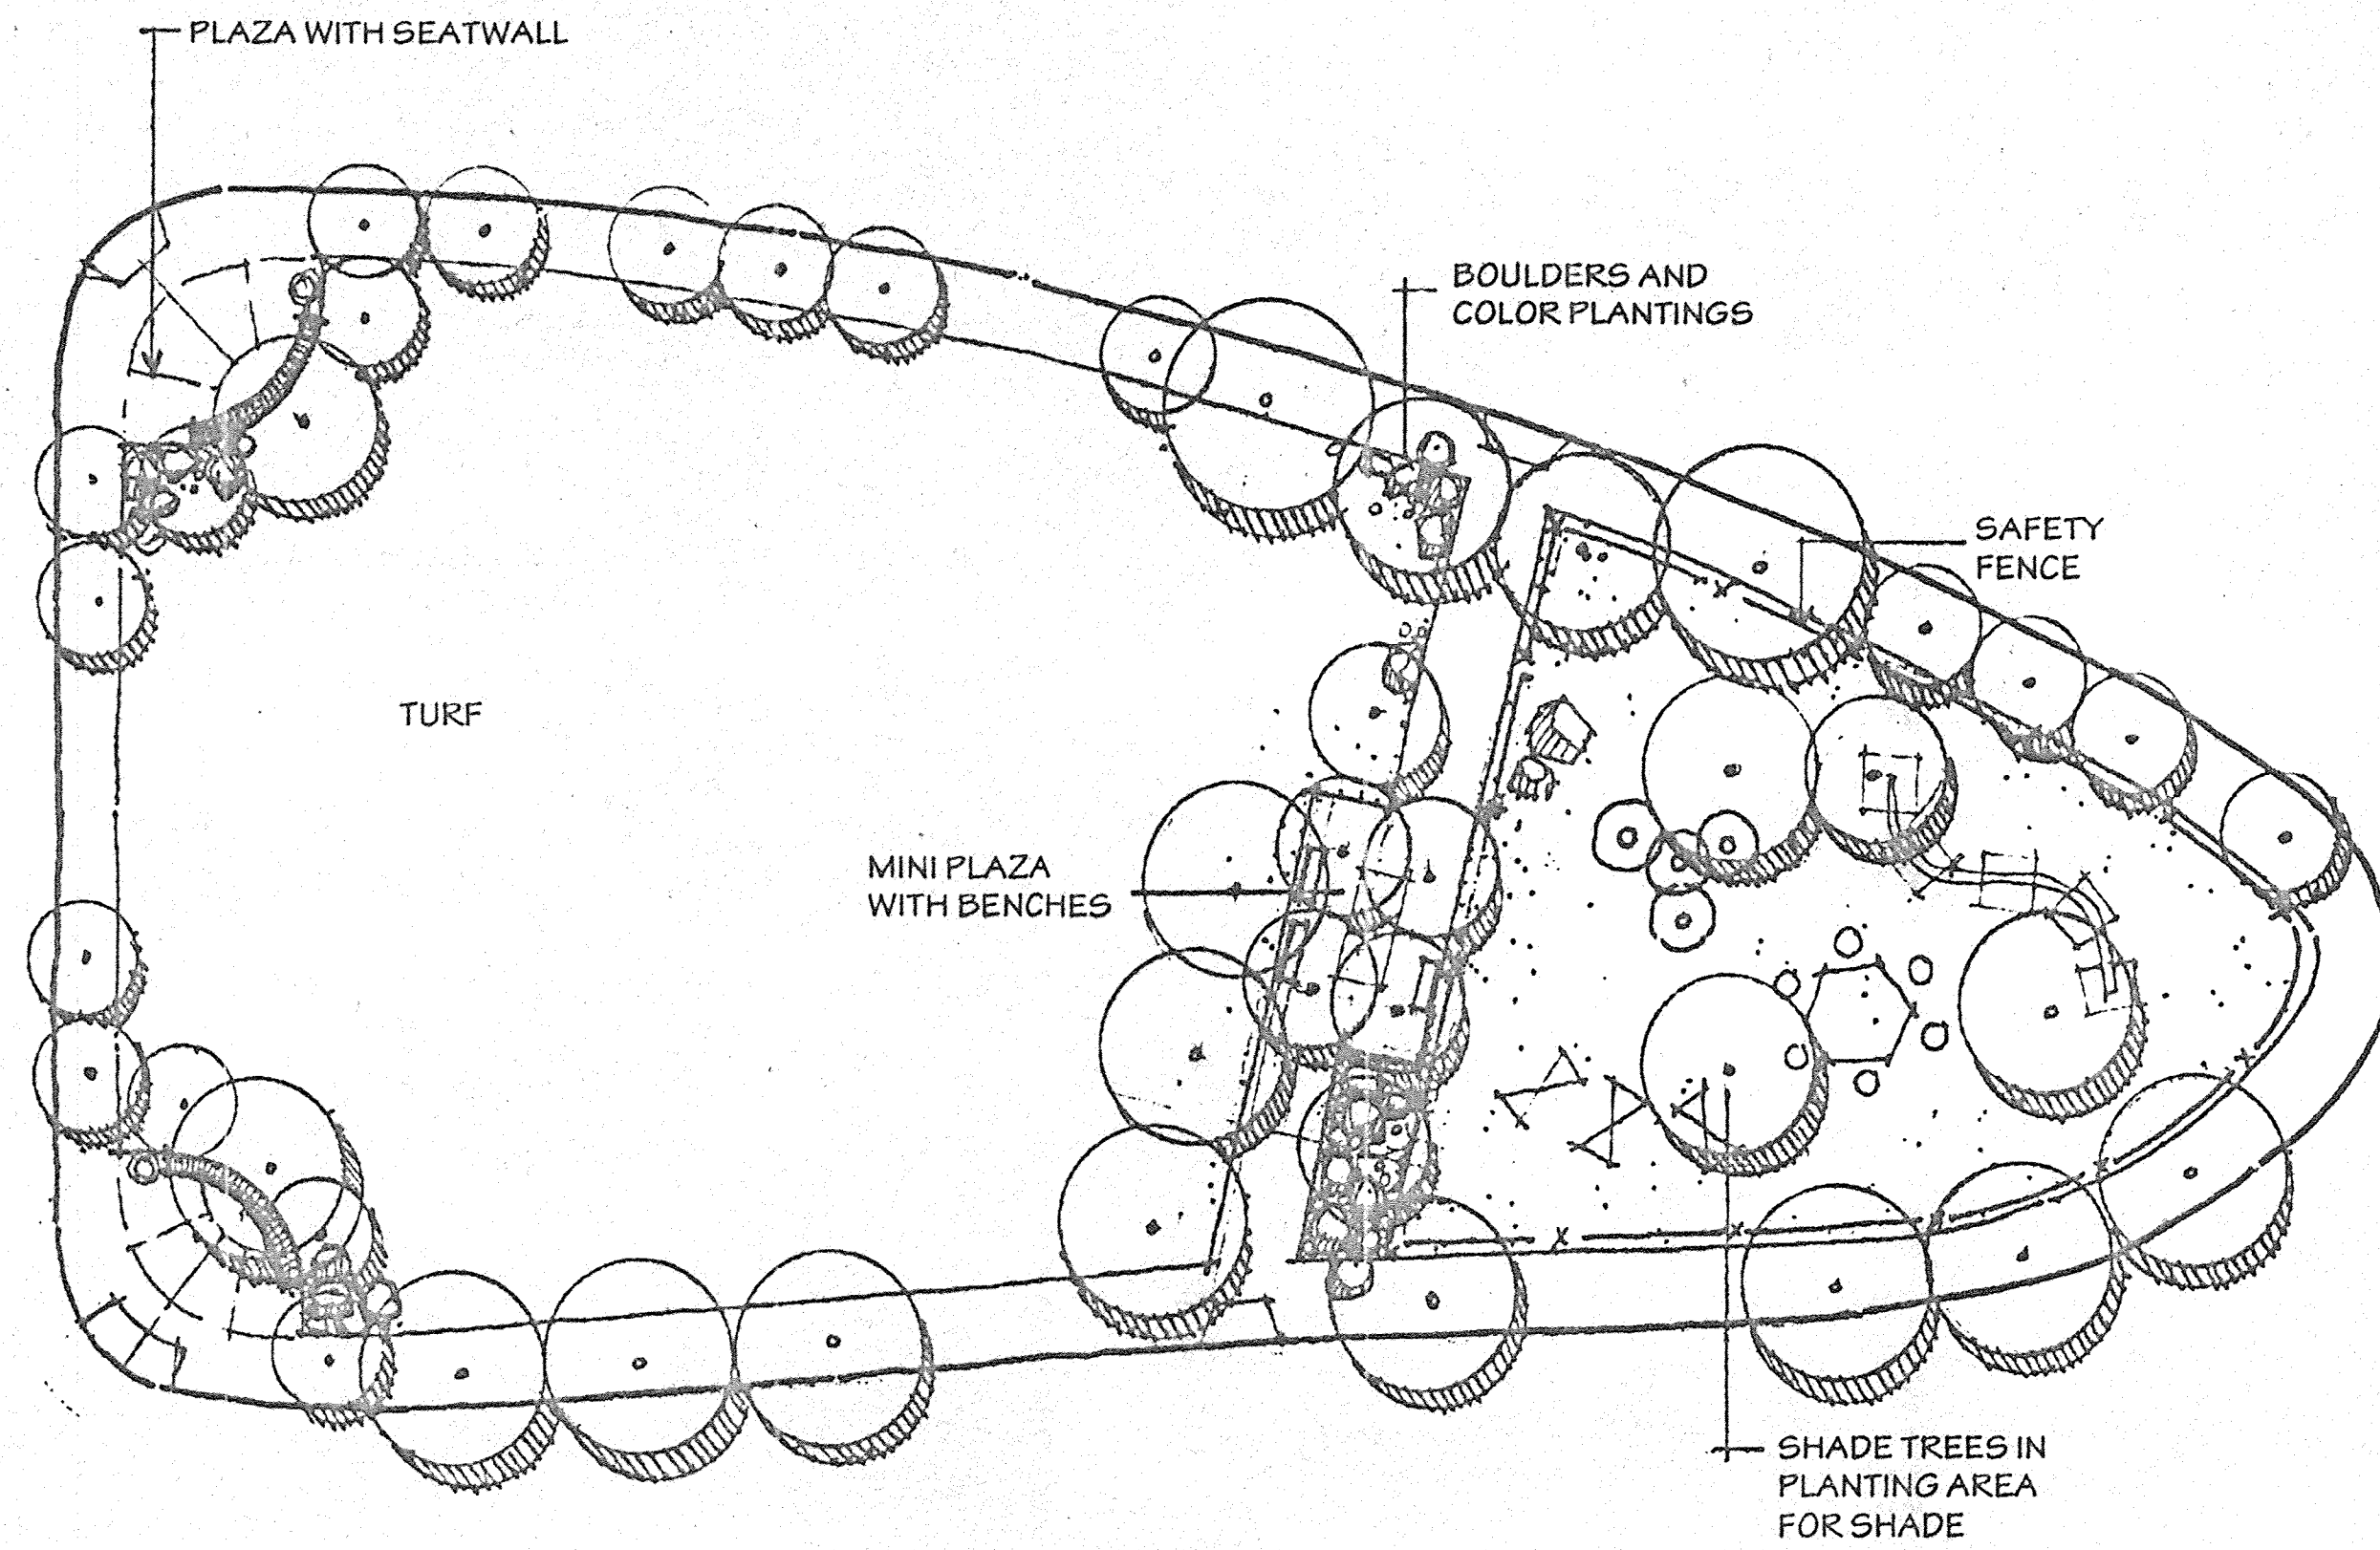 PLAZA WITH SEATWALL
BOULDERS AND
COLOR PLANTINGS
SAFETY
FENCE
TURF
MINI PLAZA
WITH BENCHES
SHADE TREES IN
PLANTING AREA
FOR SHADE